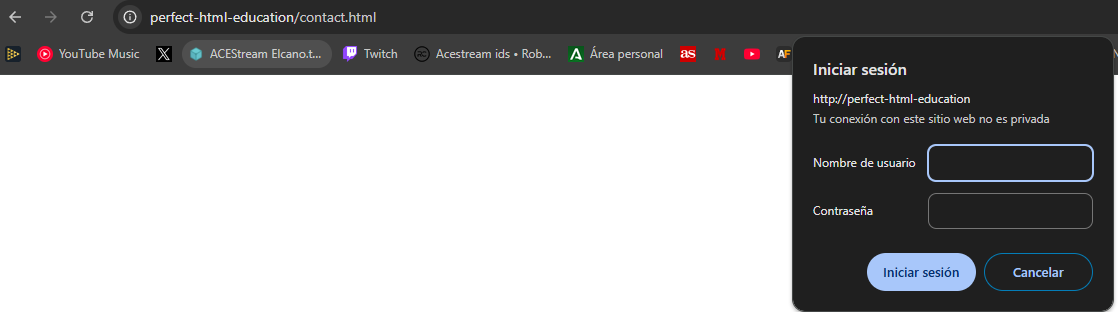 perfect-html-education/contact.html
YouTube Music
X
ACEStream Elcano.t...
Twitch
Acestream ids • Rob...
Área personal
as
N
AF
Iniciar sesión
http://perfect-html-education
Tu conexión con este sitio web no es privada
Nombre de usuario
Contraseña
Iniciar sesión
Cancelar